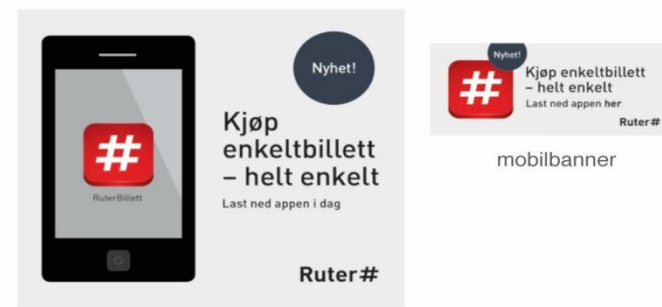 #
RuterBillett
Nyhet!
Kjøp
enkeltbillett
– helt enkelt
Last ned appen i dag
Ruter#
Nyhet!
#
Kjøp enkeltbillett
– helt enkelt
Last ned appen her
Ruter#
mobilbanner